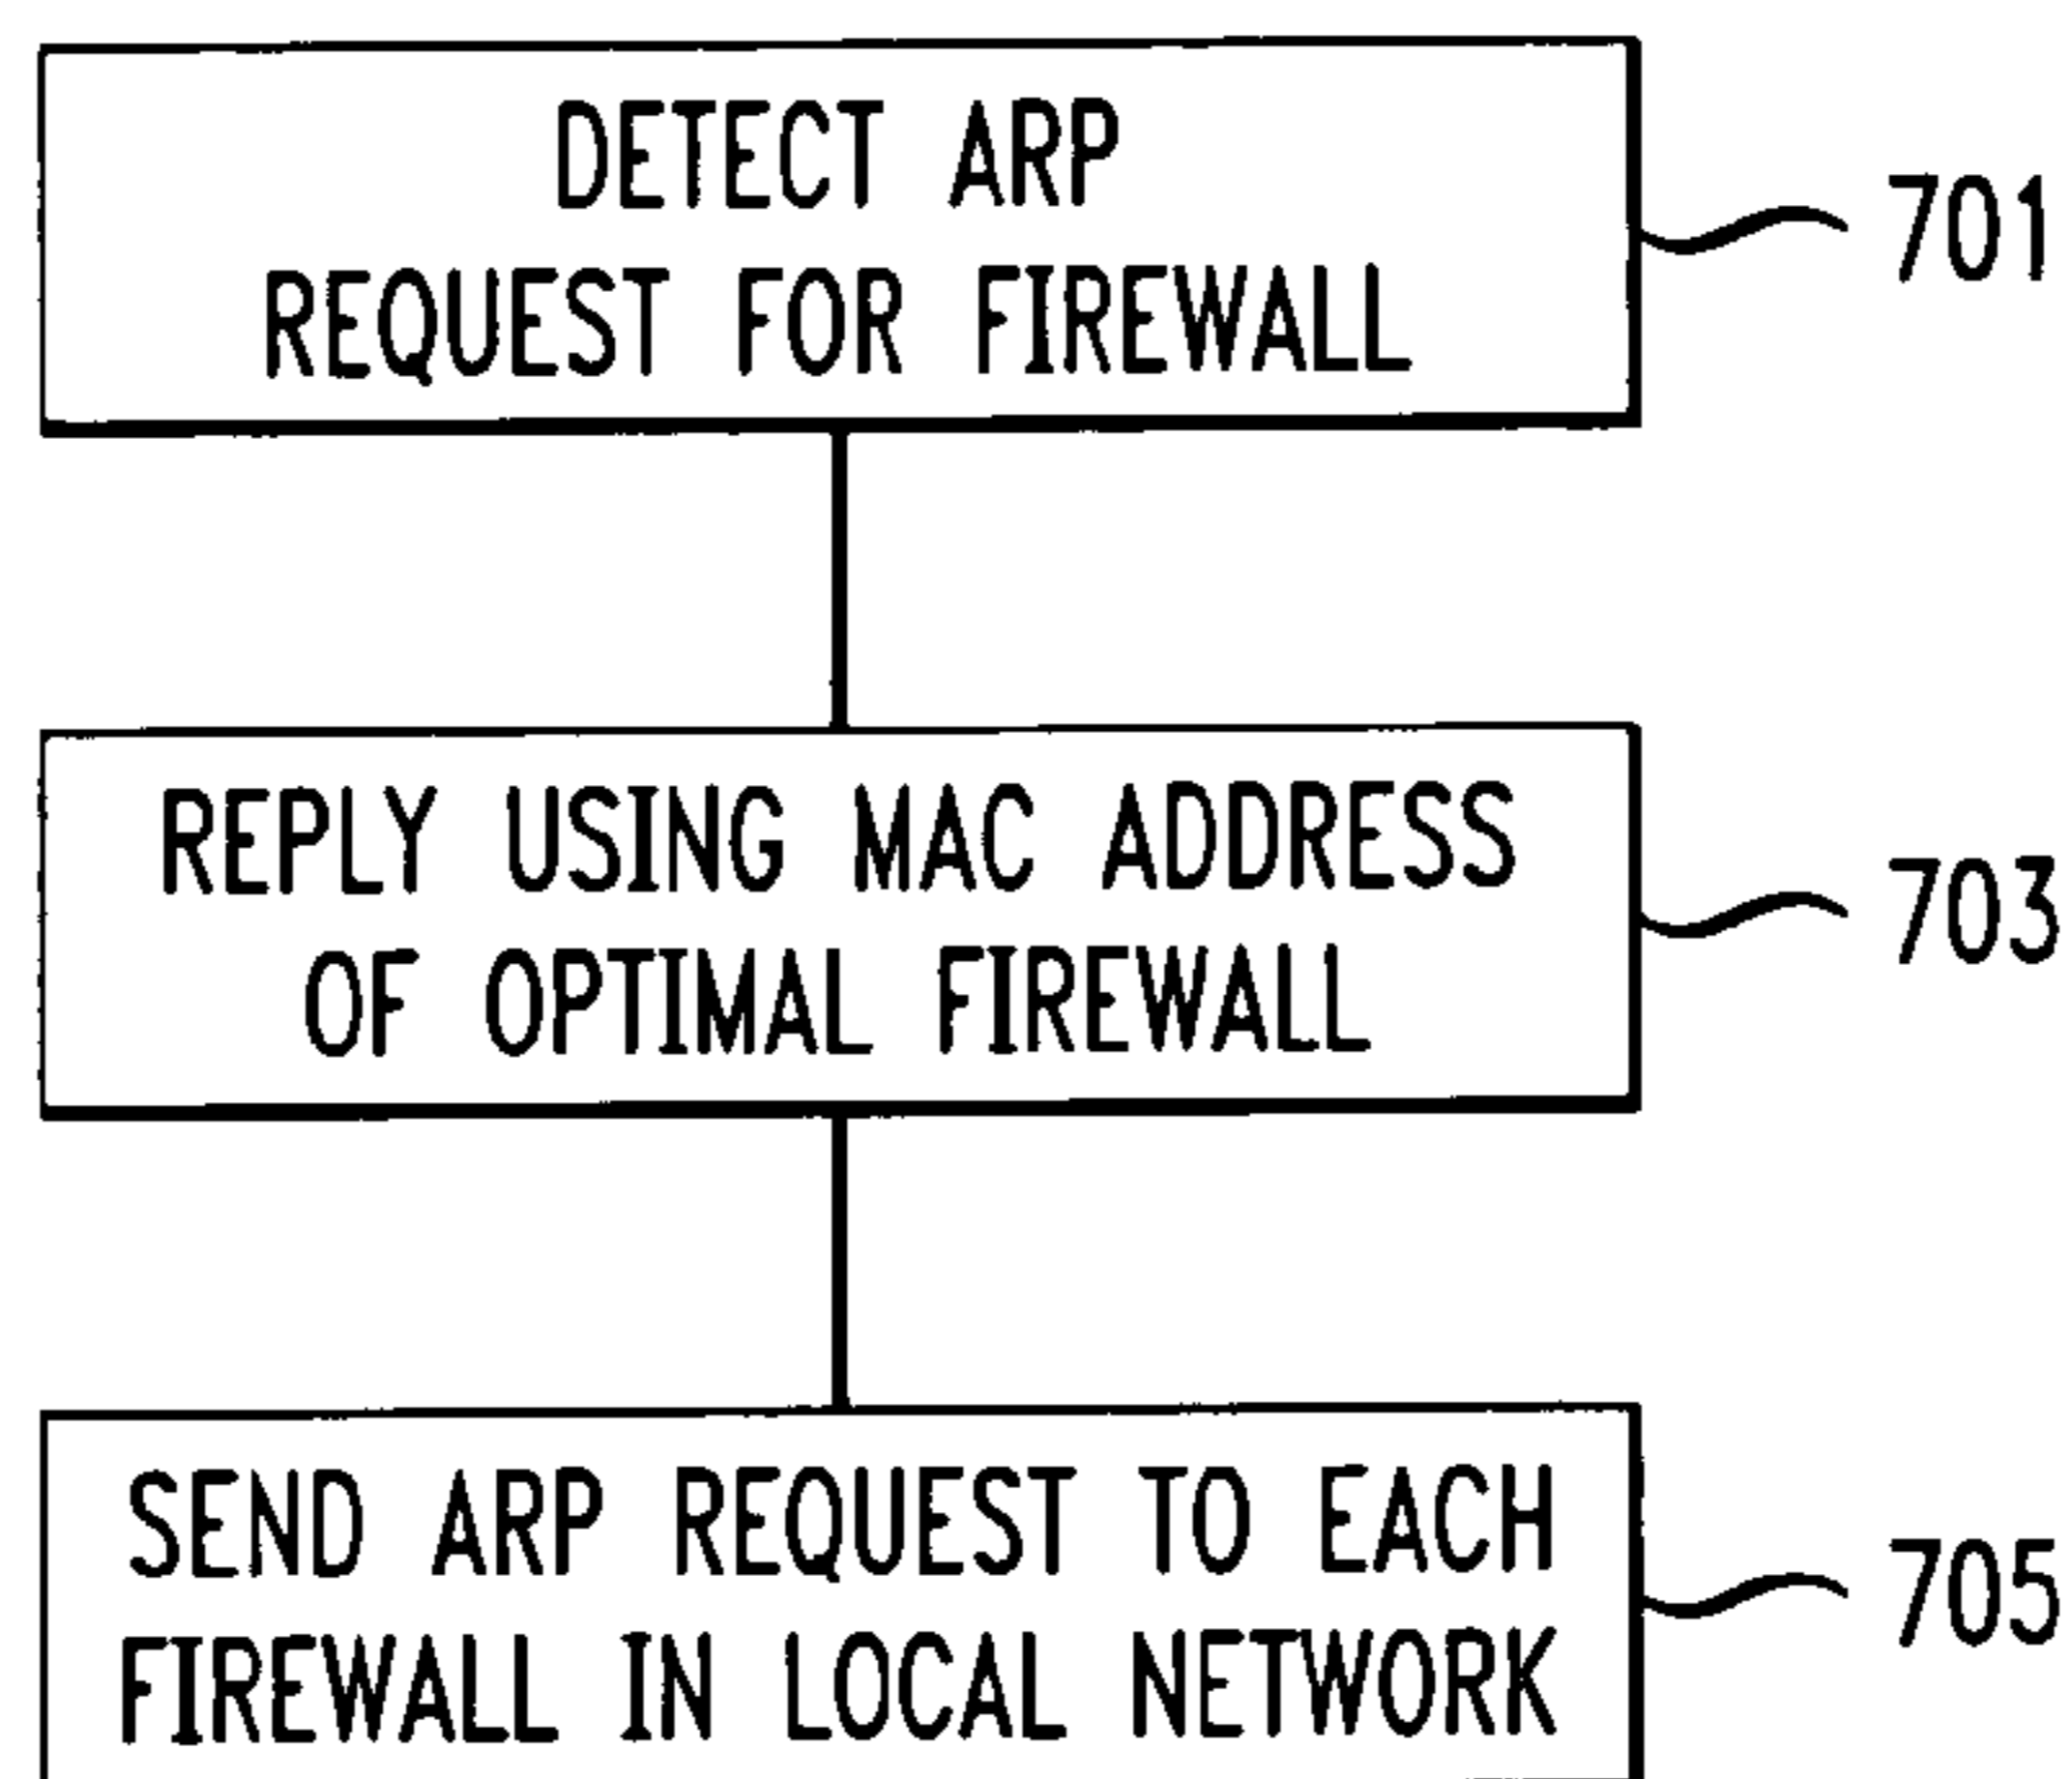 DETECT ARP
REQUEST FOR FIREWALL
701
REPLY USING MAC ADDRESS
OF OPTIMAL FIREWALL
703
SEND ARP REQUEST TO EACH
FIREWALL IN LOCAL NETWORK
705